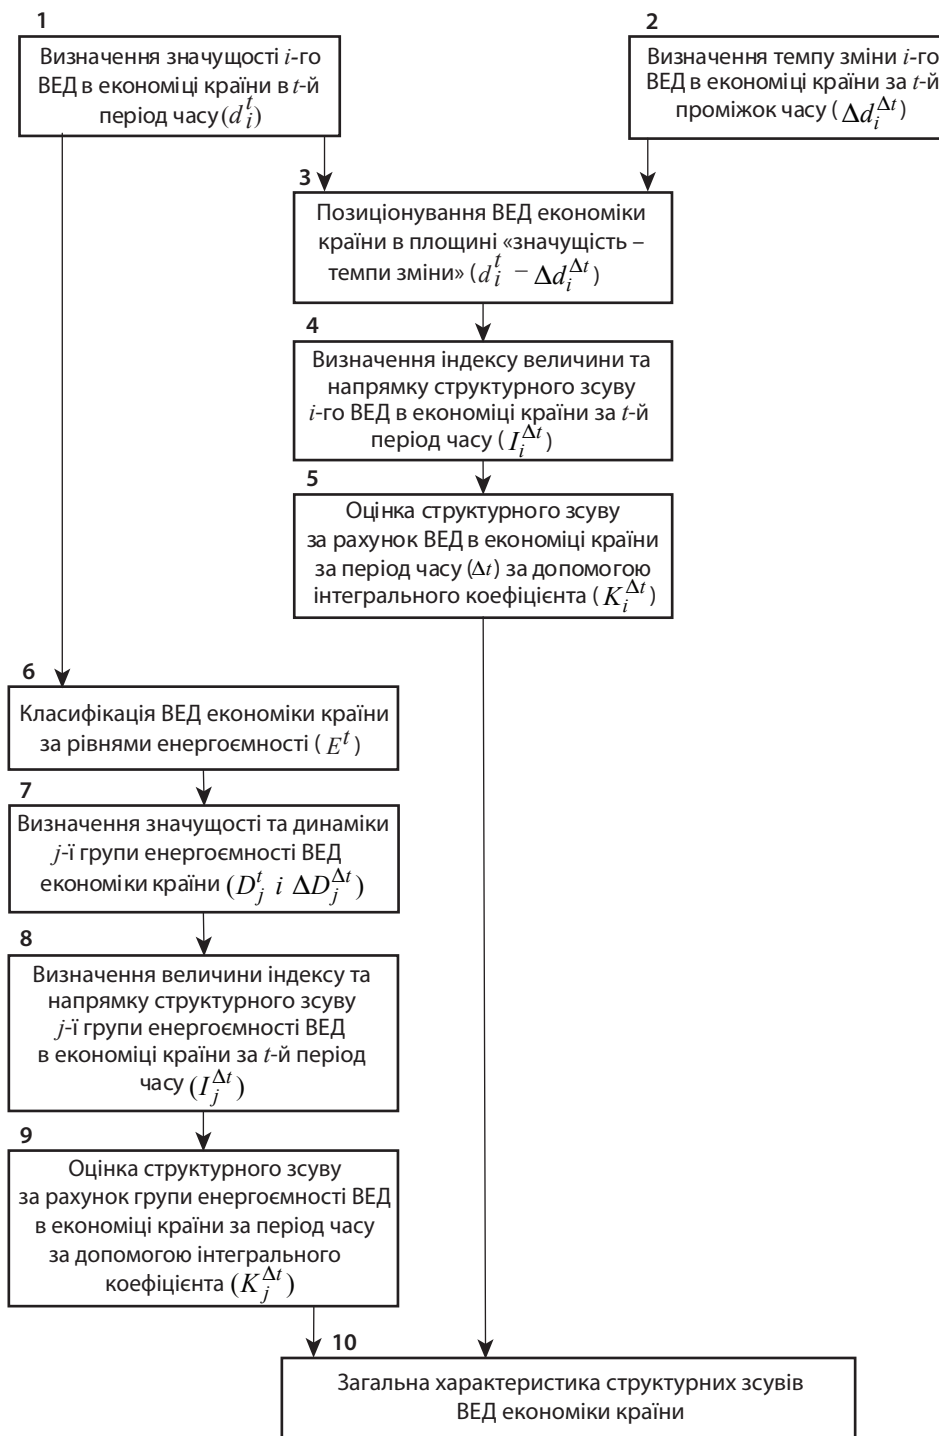 1
Визначення значущості i-го
ВЕД в економіці країни в t-й
період часу (d_i^t)
2
Визначення темпу зміни i-го
ВЕД в економіці країни за t-й
проміжок часу ( Δd_i^{Δt})
3
Позиціонування ВЕД економіки
країни в площині «значущість –
темпи зміни» (d_i^t − Δd_i^{Δt})
4
Визначення індексу величини та
напрямку структурного зсуву
i-го ВЕД в економіці країни за t-й
період часу ( I_i^{Δt})
5
Оцінка структурного зсуву
за рахунок ВЕД в економіці країни
за період часу (Δt) за допомогою
інтегрального коефіцієнта ( K_i^{Δt})
6
Класифікація ВЕД економіки країни
за рівнями енергоємності ( E^t)
7
Визначення значущості та динаміки
j-ї групи енергоємності ВЕД
економіки країни (D_j^t і ΔD_j^{Δt})
8
Визначення величини індексу та
напрямку структурного зсуву
j-ї групи енергоємності ВЕД
в економіці країни за t-й період
часу (I_j^{Δt})
9
Оцінка структурного зсуву
за рахунок групи енергоємності ВЕД
в економіці країни за період часу
за допомогою інтегрального
коефіцієнта (K_j^{Δt})
10
Загальна характеристика структурних зсувів
ВЕД економіки країни